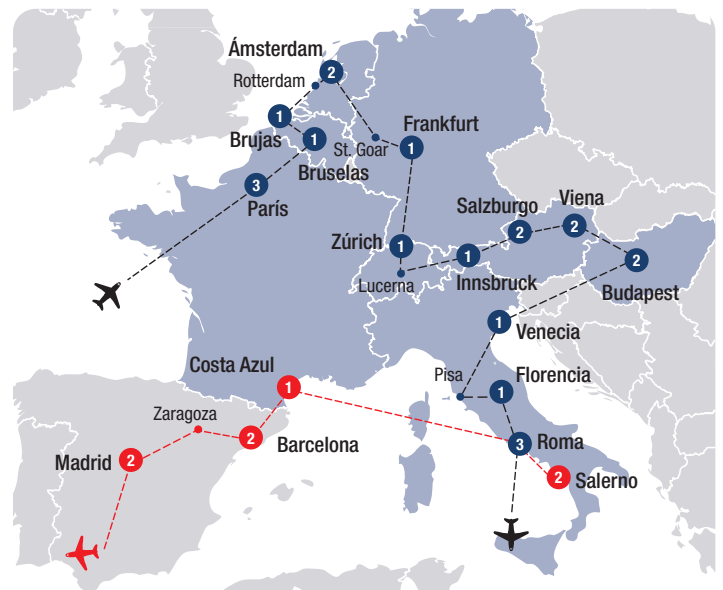 Ámsterdam
2
Rotterdam
1
Brujas
1
Bruselas
St. Goar
Frankfurt
1
3
París
Salzburgo
2
Viena
2
Zúrich
1
Lucerna
1
Innsbruck
2
Budapest
1
Venecia
Costa Azul
1
Pisa
Florencia
1
Zaragoza
Madrid
2
2
Barcelona
3
Roma
2
Salerno